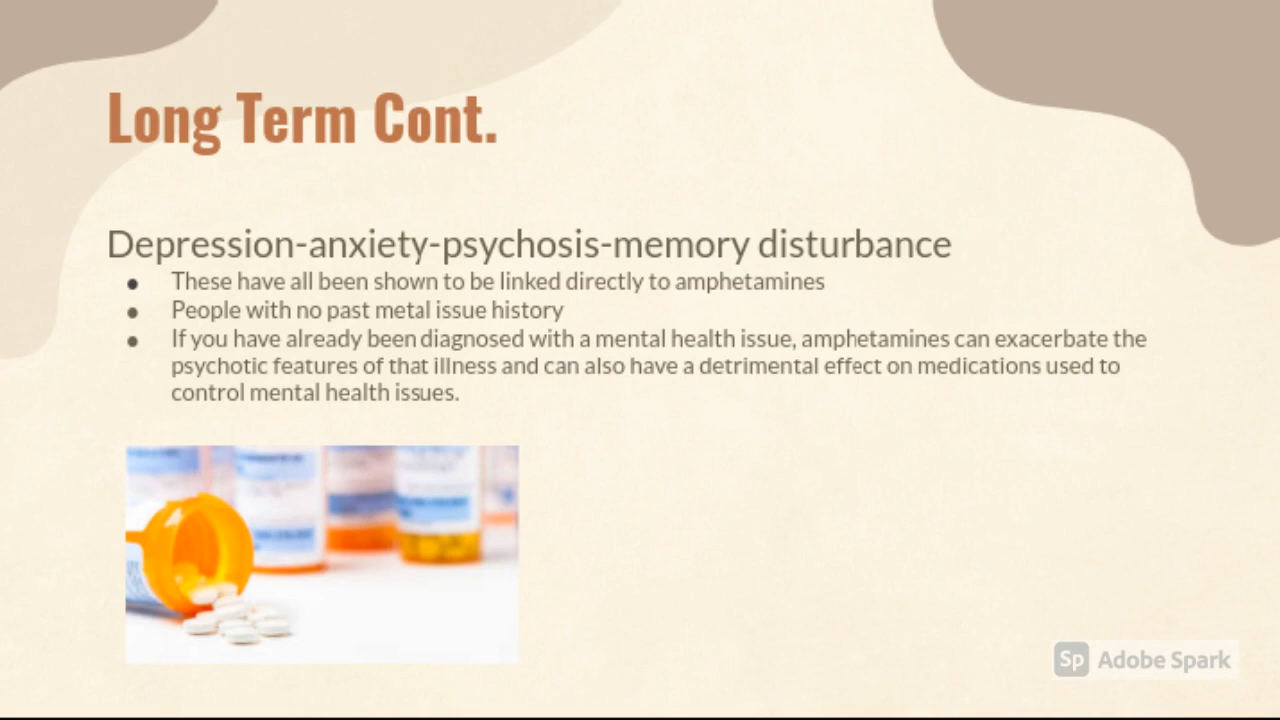 Long Term Cont.
Depression-anxiety-psychosis-memory disturbance
● These have all been shown to be linked directly to amphetamines
● People with no past metal issue history
● If you have already been diagnosed with a mental health issue, amphetamines can exacerbate the
psychotic features of that illness and can also have a detrimental effect on medications used to
control mental health issues.
Sp Adobe Spark